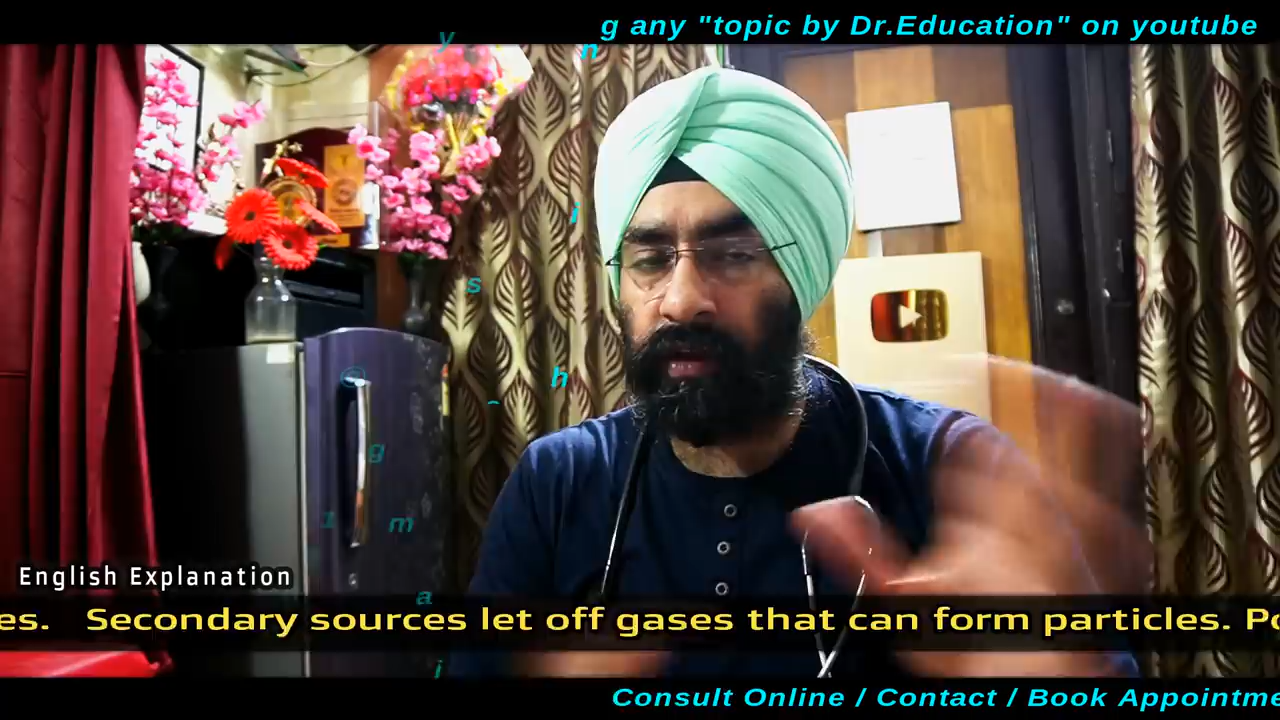 g any "topic by Dr.Education" on youtube
English Explanation
es.   Secondary sources let off gases that can form particles. Po
Consult Online / Contact / Book Appointme